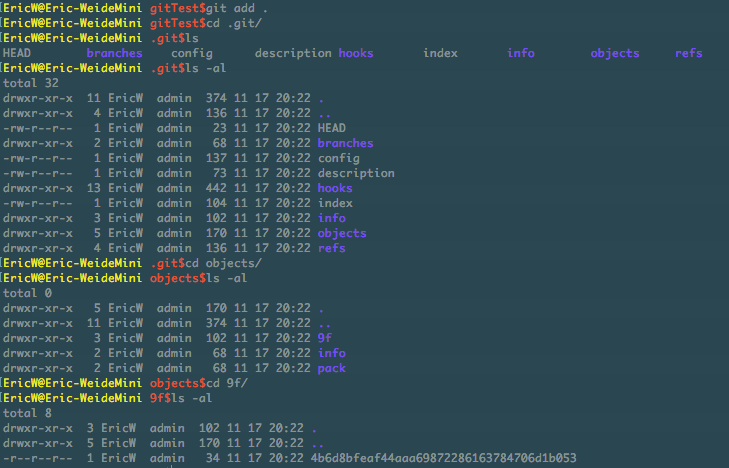 [EricW@Eric-WeideMini gitTest$git add .
[EricW@Eric-WeideMini gitTest$cd .git/
[EricW@Eric-WeideMini .git$ls
HEAD branches config description hooks index info objects refs
[EricW@Eric-WeideMini .git$ls -al
total 32
drwxr-xr-x 11 EricW admin 374 11 17 20:22 .
drwxr-xr-x 4 EricW admin 136 11 17 20:22 ..
-rw-r--r-- 1 EricW admin 23 11 17 20:22 HEAD
drwxr-xr-x 2 EricW admin 68 11 17 20:22 branches
-rw-r--r-- 1 EricW admin 137 11 17 20:22 config
-rw-r--r-- 1 EricW admin 73 11 17 20:22 description
drwxr-xr-x 13 EricW admin 442 11 17 20:22 hooks
-rw-r--r-- 1 EricW admin 104 11 17 20:22 index
drwxr-xr-x 3 EricW admin 102 11 17 20:22 info
drwxr-xr-x 5 EricW admin 170 11 17 20:22 objects
drwxr-xr-x 4 EricW admin 136 11 17 20:22 refs
[EricW@Eric-WeideMini .git$cd objects/
[EricW@Eric-WeideMini objects$ls -al
total 0
drwxr-xr-x 5 EricW admin 170 11 17 20:22 .
drwxr-xr-x 11 EricW admin 374 11 17 20:22 ..
drwxr-xr-x 3 EricW admin 102 11 17 20:22 9f
drwxr-xr-x 2 EricW admin 68 11 17 20:22 info
drwxr-xr-x 2 EricW admin 68 11 17 20:22 pack
[EricW@Eric-WeideMini objects$cd 9f/
[EricW@Eric-WeideMini 9f$ls -al
total 8
drwxr-xr-x 3 EricW admin 102 11 17 20:22 .
drwxr-xr-x 5 EricW admin 170 11 17 20:22 ..
-r--r--r-- 1 EricW admin 34 11 17 20:22 4b6d8bfeaf44aaa69872286163784706d1b053